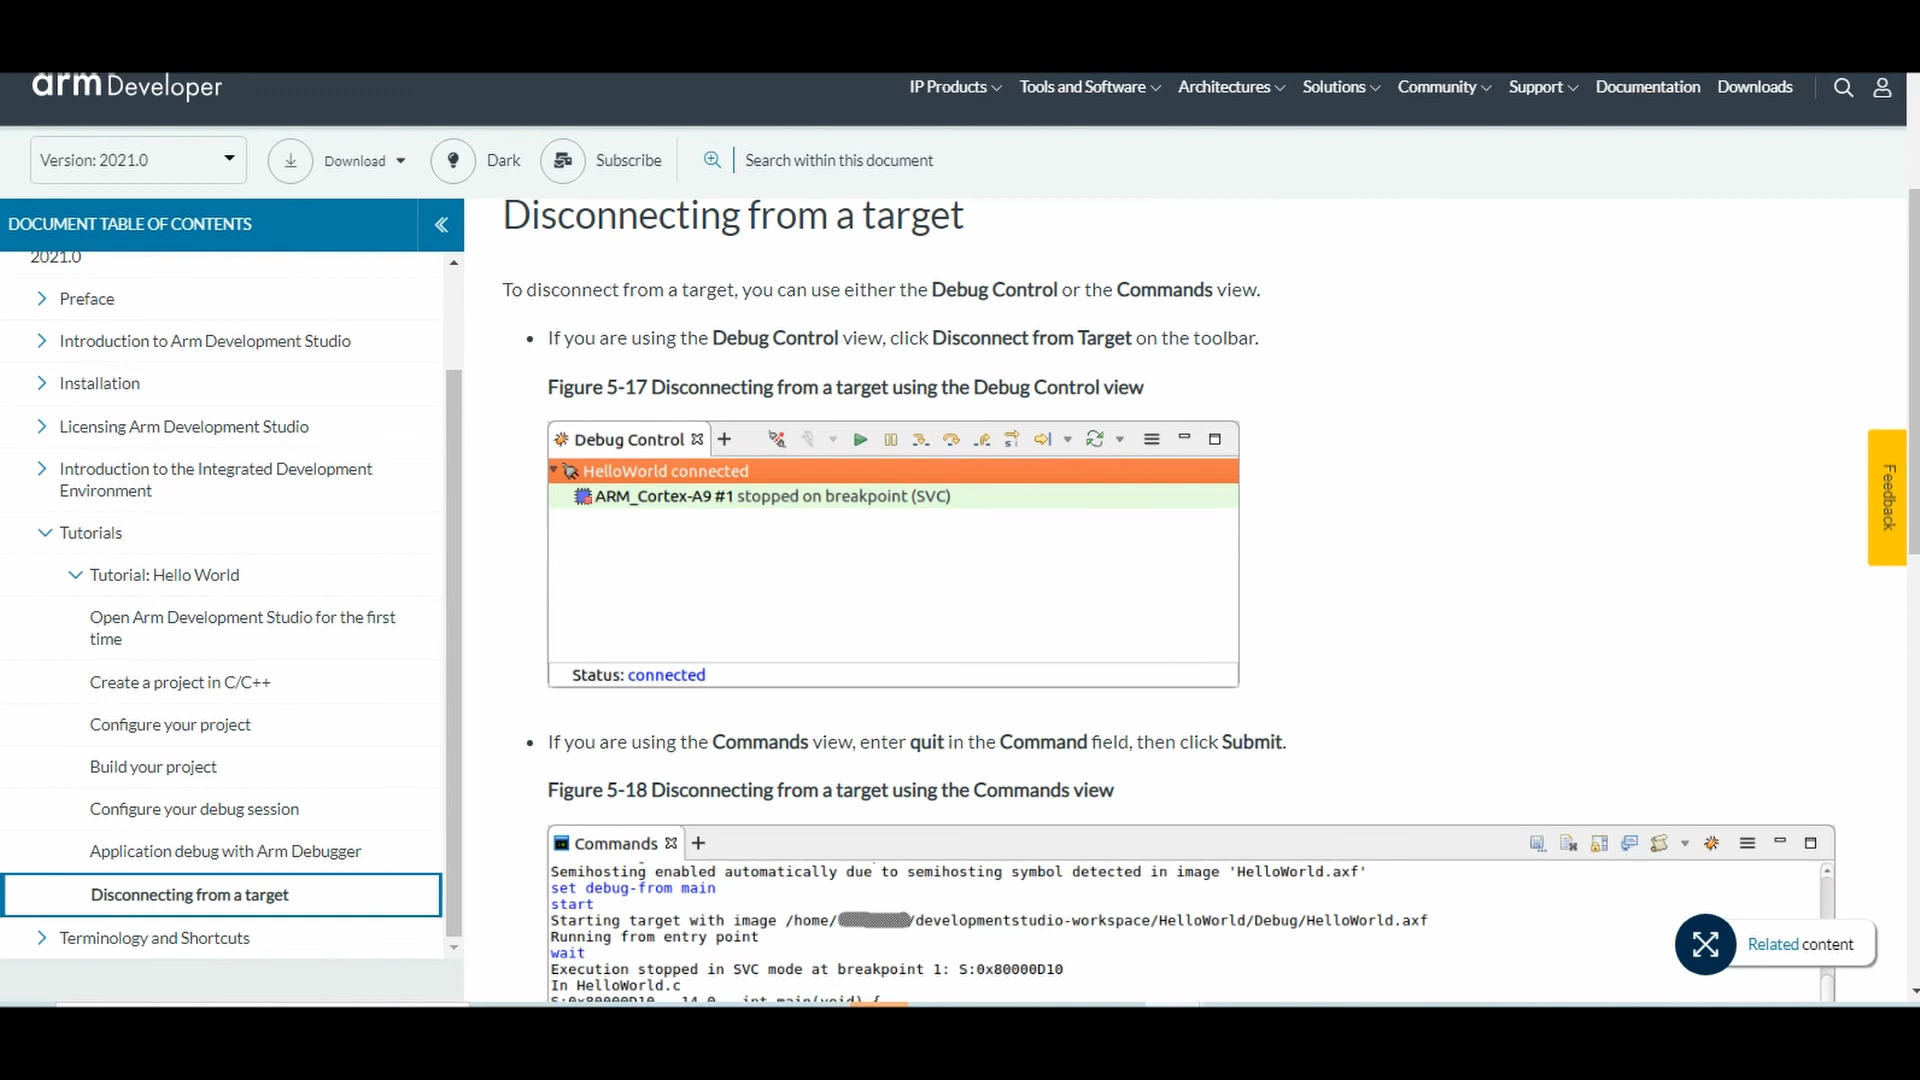 arm Developer
IP Products
Tools and Software
Architectures
Solutions
Community
Support
Documentation
Downloads
Version: 2021.0
Download
Dark
Subscribe
Search within this document
DOCUMENT TABLE OF CONTENTS
2021.0
Preface
Introduction to Arm Development Studio
Installation
Licensing Arm Development Studio
Introduction to the Integrated Development
Environment
Tutorials
Tutorial: Hello World
Open Arm Development Studio for the first
time
Create a project in C/C++
Configure your project
Build your project
Configure your debug session
Application debug with Arm Debugger
Disconnecting from a target
Terminology and Shortcuts
Disconnecting from a target
To disconnect from a target, you can use either the Debug Control or the Commands view.
• If you are using the Debug Control view, click Disconnect from Target on the toolbar.
Figure 5-17 Disconnecting from a target using the Debug Control view
Debug Control
HelloWorld connected
ARM_Cortex-A9 #1 stopped on breakpoint (SVC)
Status: connected
• If you are using the Commands view, enter quit in the Command field, then click Submit.
Figure 5-18 Disconnecting from a target using the Commands view
Commands
Semihosting enabled automatically due to semihosting symbol detected in image 'HelloWorld.axf'
set debug-from main
start
Starting target with image /home/ /developmentstudio-workspace/HelloWorld/Debug/HelloWorld.axf
Running from entry point
wait
Execution stopped in SVC mode at breakpoint 1: S:0x80000D10
In HelloWorld.c
S:0x80000D10 14,0 int main(void) {
Feedback
Related content